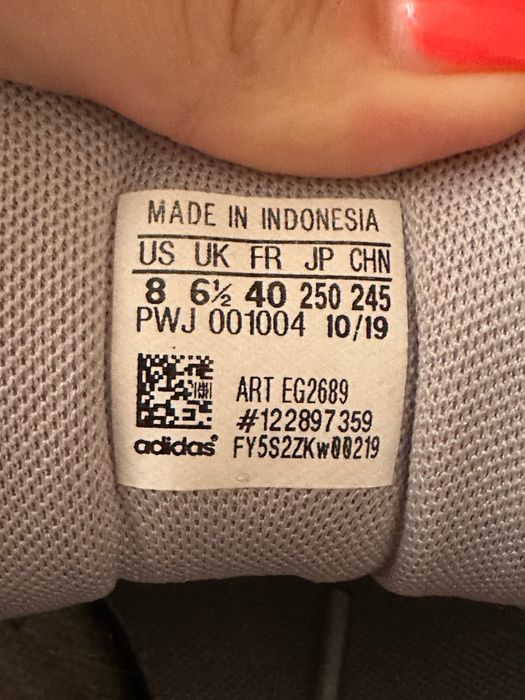 MADE IN INDONESIA
US UK FR JP CHN
8 6½ 40 250 245
PWJ 001004 10/19
ART EG2689
#122897359
adidas FY5S2ZKw00219